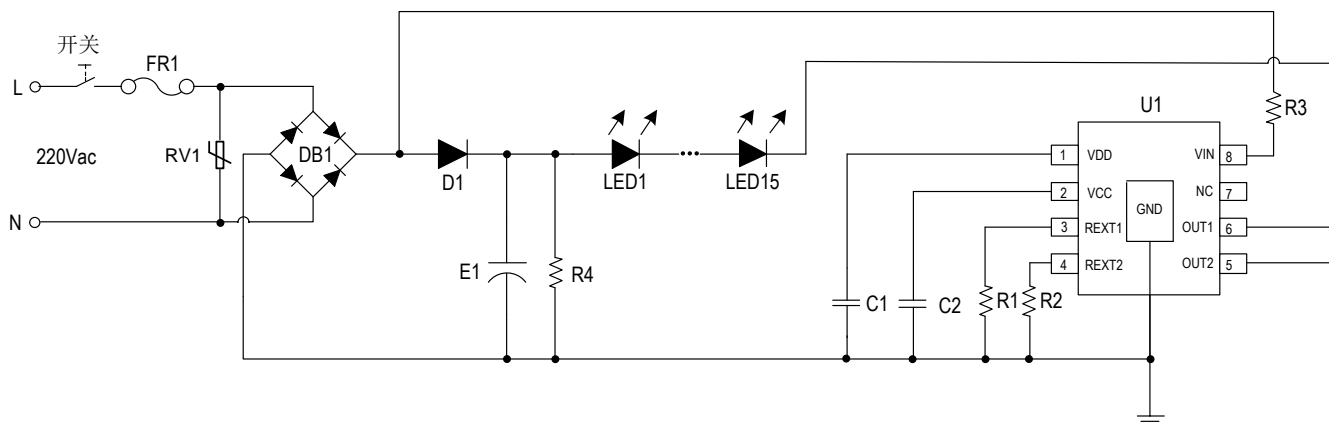 开关
FR1
L
U1
R3
RV1
DB1
220Vac
D1
LED1
LED15
1
VDD
VIN
8
2
VCC
NC
7
GND
3
REXT1
OUT1
6
4
REXT2
OUT2
5
N
E1
R4
C1
C2
R1
R2